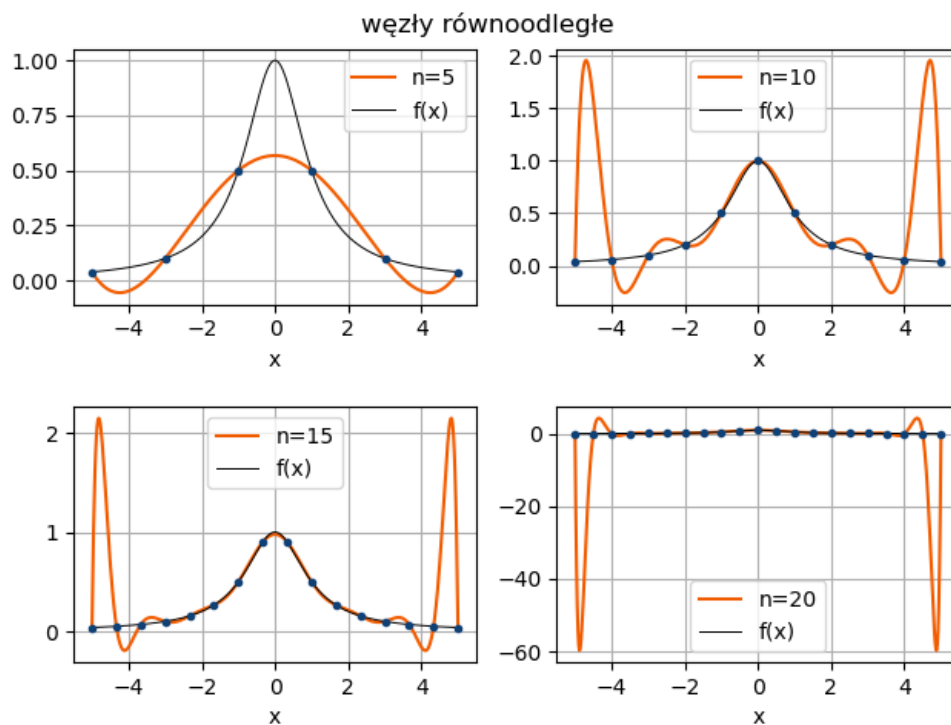 węzły równoodległe
1.00
0.75
0.50
0.25
0.00
n=5
f(x)
−4 −2 0 2 4
x
2.0
1.5
1.0
0.5
0.0
n=10
f(x)
−4 −2 0 2 4
x
2
1
0
n=15
f(x)
−4 −2 0 2 4
x
0
−20
−40
−60
n=20
f(x)
−4 −2 0 2 4
x